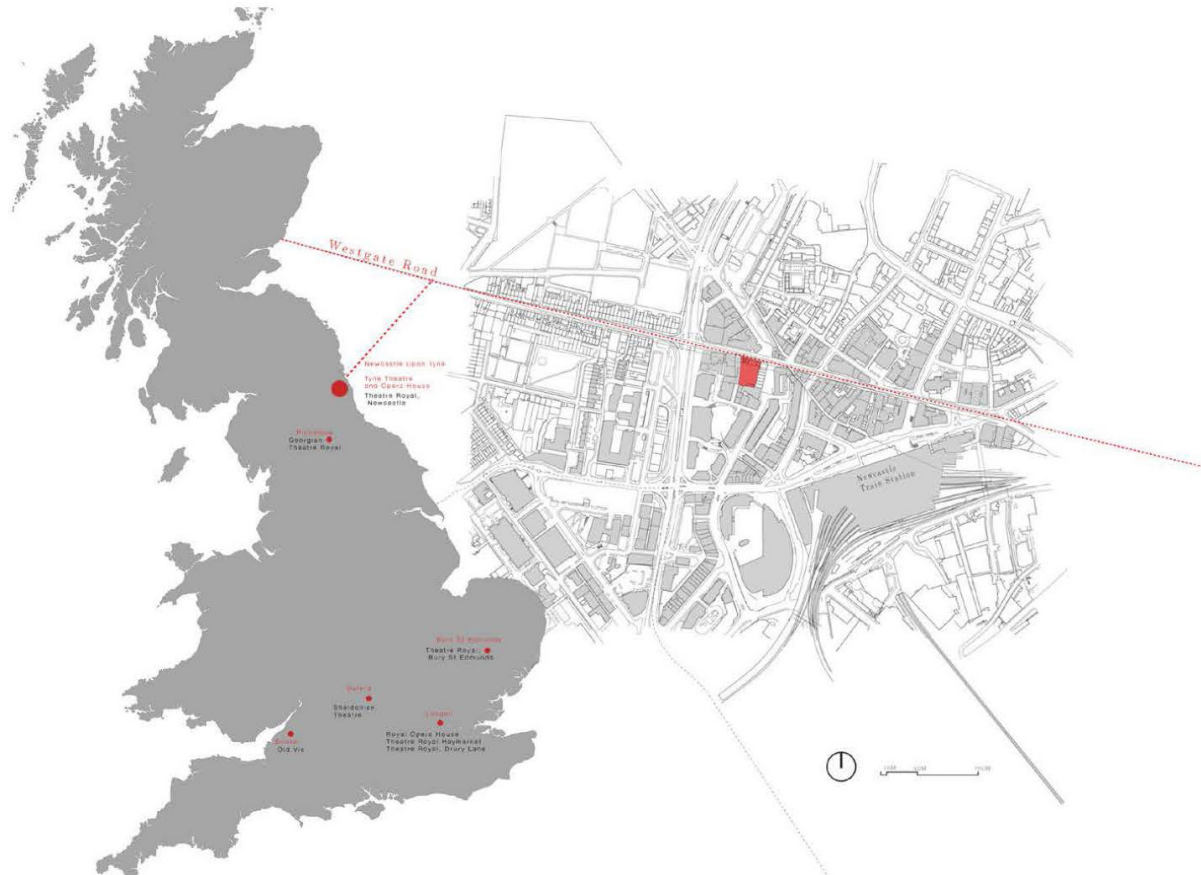 Westgate Road
Newcastle Upon Tyne
Tyne Theatre
and Opera House
Theatre Royal,
Newcastle
Richmond
Georgian
Theatre Royal
Newcastle
Train Station
Bury St Edmunds
Theatre Royal,
Bury St Edmunds
Oxford
Sheldonian
Theatre
London
Royal Opera House
Theatre Royal Haymarket
Theatre Royal, Drury Lane
Bristol
Old Vic